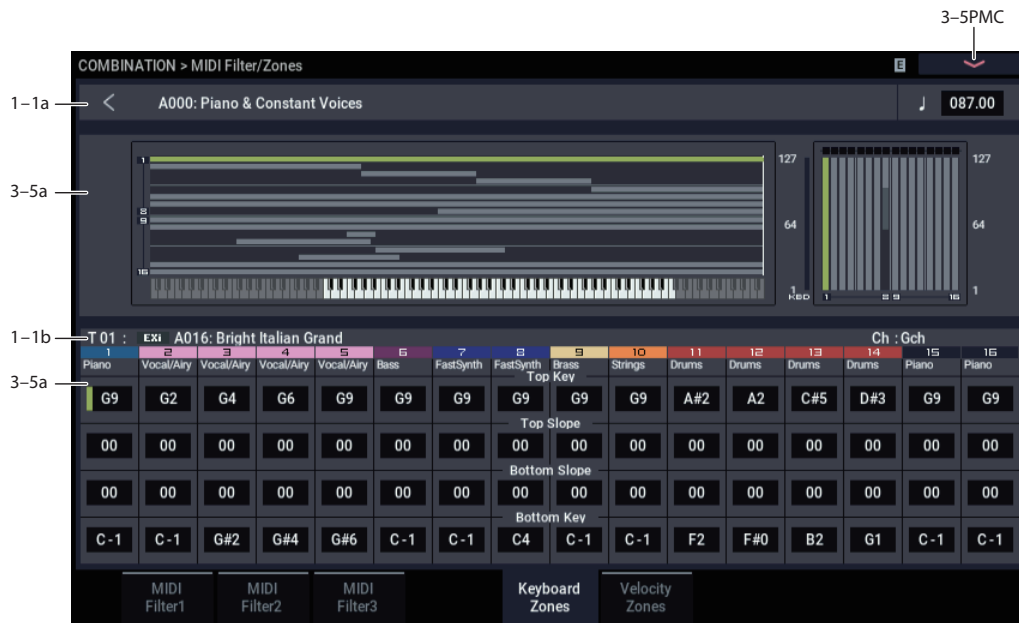 3–5PMC
COMBINATION > MIDI Filter/Zones
E
1–1a
A000: Piano & Constant Voices
♩ 087.00
3–5a
1
8
9
16
127
64
1
KBD
1 8 9 16
127
64
1
1–1b
T 01 : EXi A016: Bright Italian Grand Ch : Gch
1 2 3 4 5 6 7 8 9 10 11 12 13 14 15 16
Piano Vocal/Airy Vocal/Airy Vocal/Airy Vocal/Airy Bass FastSynth FastSynth Brass Strings Drums Drums Drums Drums Piano Piano
3–5a
Top Key
G9 G2 G4 G6 G9 G9 G9 G9 G9 G9 A#2 A2 C#5 D#3 G9 G9
Top Slope
00 00 00 00 00 00 00 00 00 00 00 00 00 00 00 00
Bottom Slope
00 00 00 00 00 00 00 00 00 00 00 00 00 00 00 00
Bottom Key
C-1 C-1 G#2 G#4 G#6 C-1 C-1 C4 C-1 C-1 F2 F#0 B2 G1 C-1 C-1
MIDI Filter1
MIDI Filter2
MIDI Filter3
Keyboard Zones
Velocity Zones